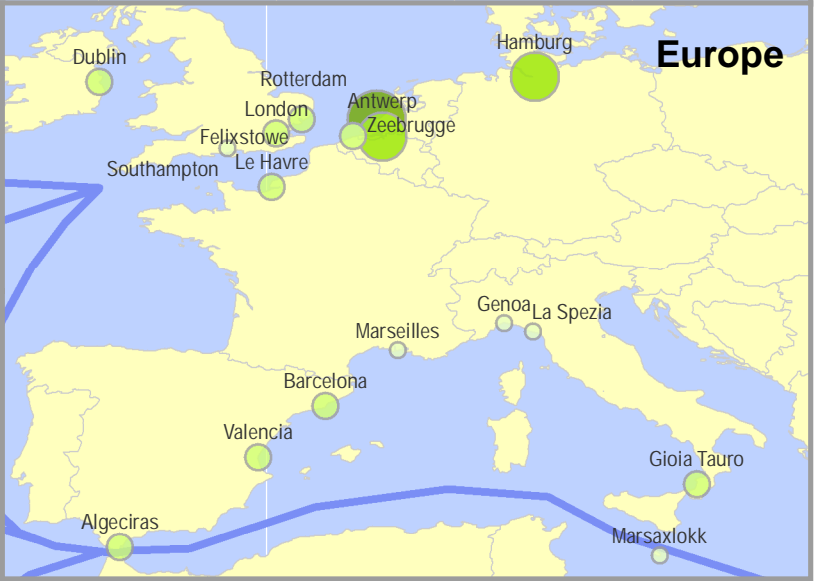 Hamburg
Europe
Dublin
Rotterdam
Antwerp
London
Zeebrugge
Felixstowe
Le Havre
Southampton
Genoa
La Spezia
Marseilles
Barcelona
Valencia
Gioia Tauro
Algeciras
Marsaxlokk